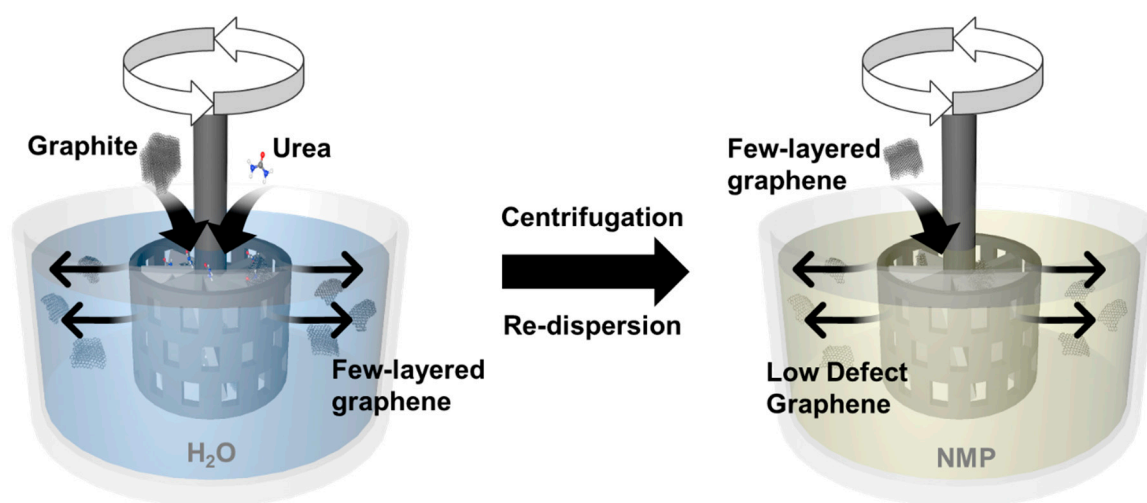 Graphite
Urea
Few-layered
graphene
H₂O
Centrifugation
Re-dispersion
Few-layered
graphene
Low Defect
Graphene
NMP